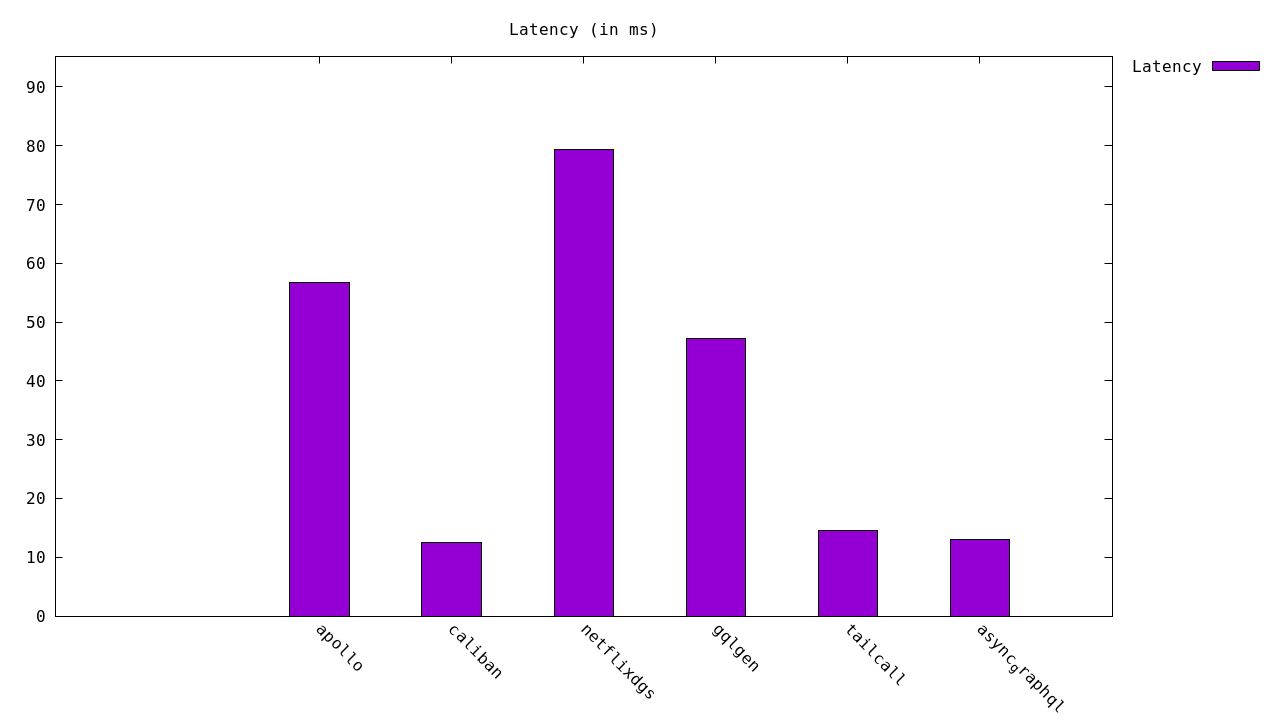 Latency (in ms)
Latency
90
80
70
60
50
40
30
20
10
0
apollo
caliban
netflixdgs
gqlgen
tailcall
asyncgraphql